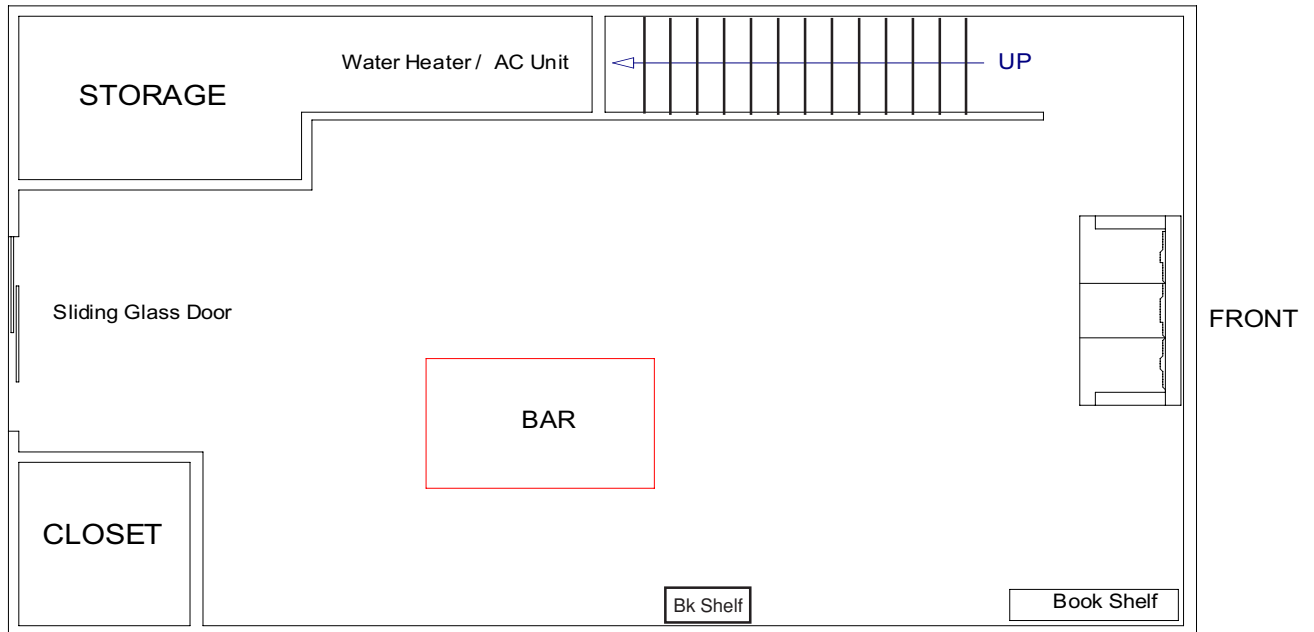 Water Heater / AC Unit
UP
STORAGE
Sliding Glass Door
FRONT
BAR
CLOSET
Bk Shelf
Book Shelf